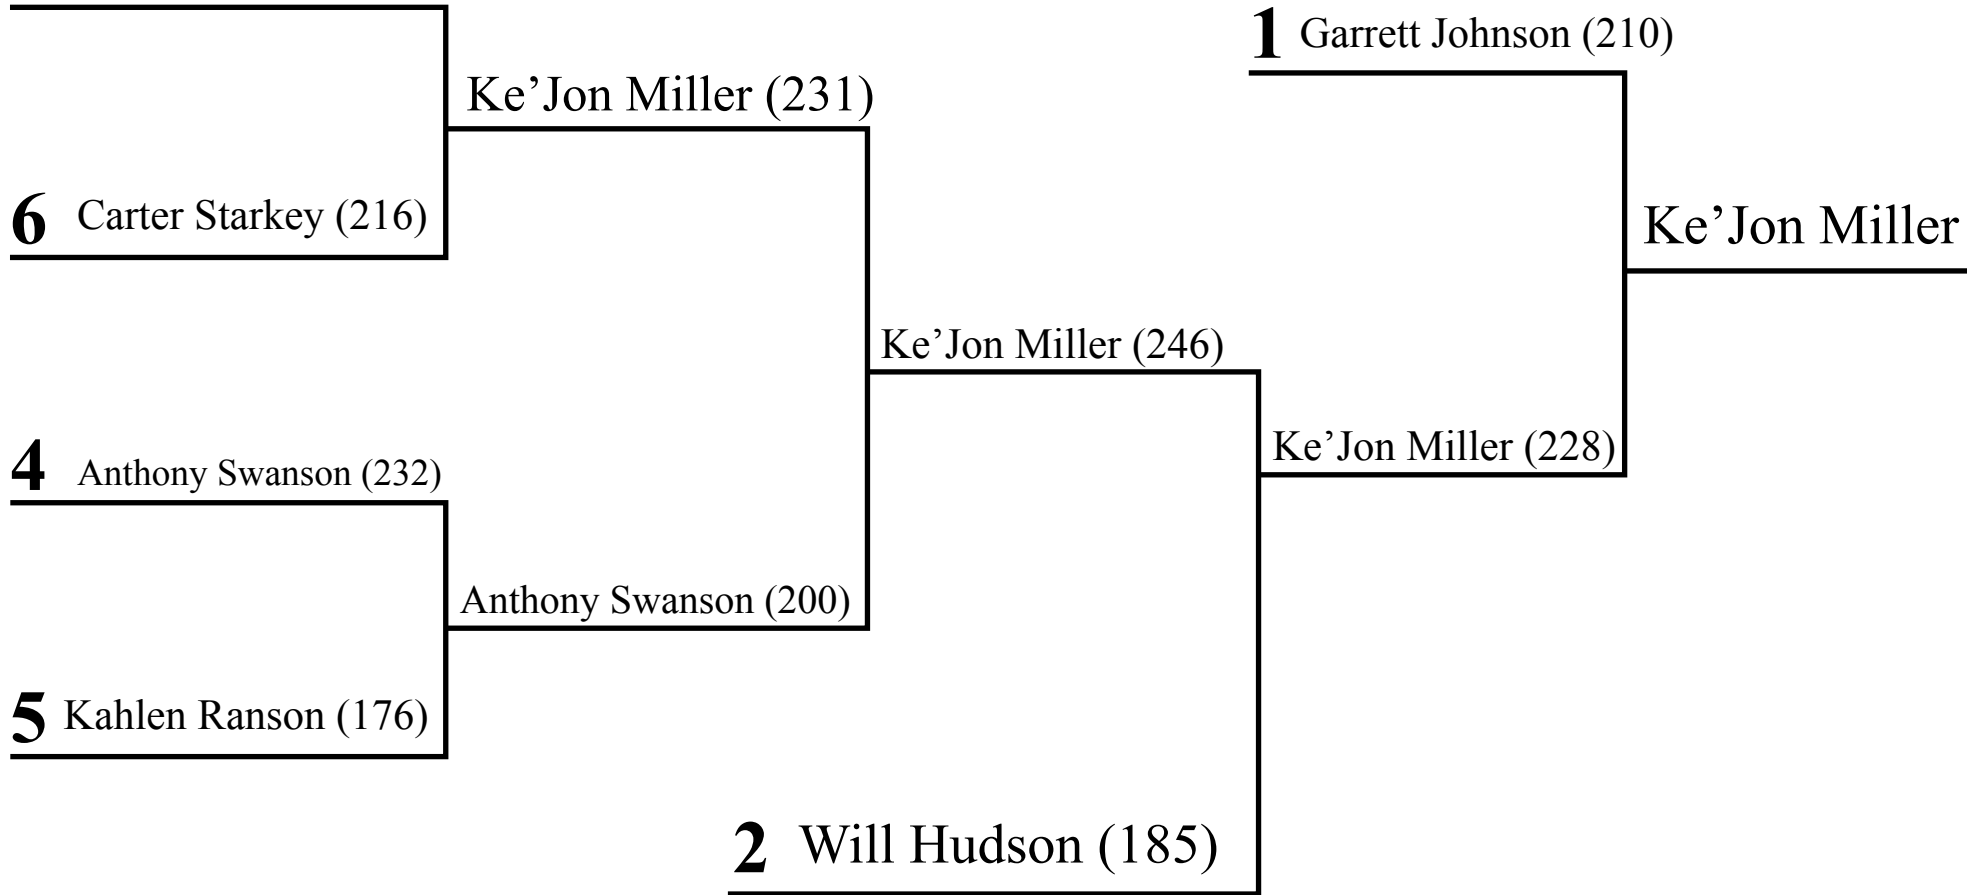 1 Garrett Johnson (210)
Ke’Jon Miller (231)
6 Carter Starkey (216)
Ke’Jon Miller
Ke’Jon Miller (246)
Ke’Jon Miller (228)
4 Anthony Swanson (232)
Anthony Swanson (200)
5 Kahlen Ranson (176)
2 Will Hudson (185)